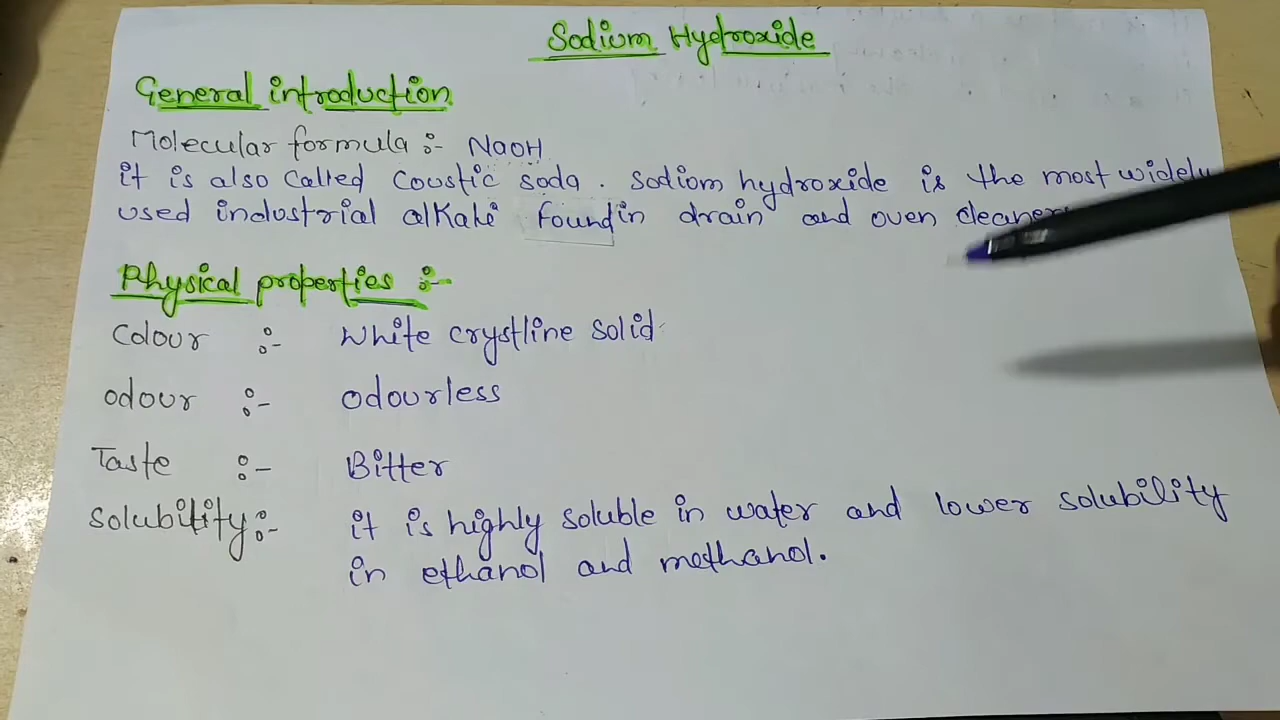 Sodium Hydroxide
General introduction
Molecular formula :- NaOH
it is also called Coustic soda. Sodium hydroxide is the most widely
used industrial alkali found in drain and oven cleaners
Physical properties :-
Colour :- White crystline solid
odour :- Odourless
Taste :- Bitter
Solubility :- it is highly soluble in water and lower solubility
in ethanol and methanol.